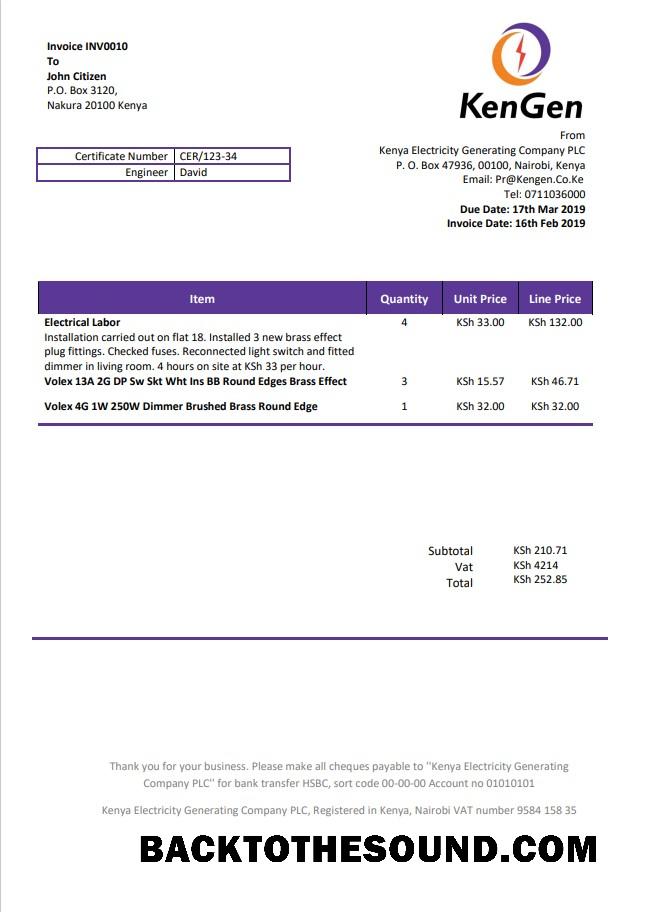 Invoice INV0010
To
John Citizen
P.O. Box 3120,
Nakura 20100 Kenya
KenGen
From
Kenya Electricity Generating Company PLC
P. O. Box 47936, 00100, Nairobi, Kenya
Email: Pr@Kengen.Co.Ke
Tel: 0711036000
Due Date: 17th Mar 2019
Invoice Date: 16th Feb 2019
Certificate Number CER/123-34
Engineer David
Item Quantity Unit Price Line Price
Electrical Labor 4 KSh 33.00 KSh 132.00
Installation carried out on flat 18. Installed 3 new brass effect
plug fittings. Checked fuses. Reconnected light switch and fitted
dimmer in living room. 4 hours on site at KSh 33 per hour.
Volex 13A 2G DP Sw Skt Wht Ins BB Round Edges Brass Effect 3 KSh 15.57 KSh 46.71
Volex 4G 1W 250W Dimmer Brushed Brass Round Edge 1 KSh 32.00 KSh 32.00
Subtotal KSh 210.71
Vat KSh 4214
Total KSh 252.85
Thank you for your business. Please make all cheques payable to "Kenya Electricity Generating
Company PLC" for bank transfer HSBC, sort code 00-00-00 Account no 01010101
Kenya Electricity Generating Company PLC, Registered in Kenya, Nairobi VAT number 9584 158 35
BACKTOTHESOUND.COM